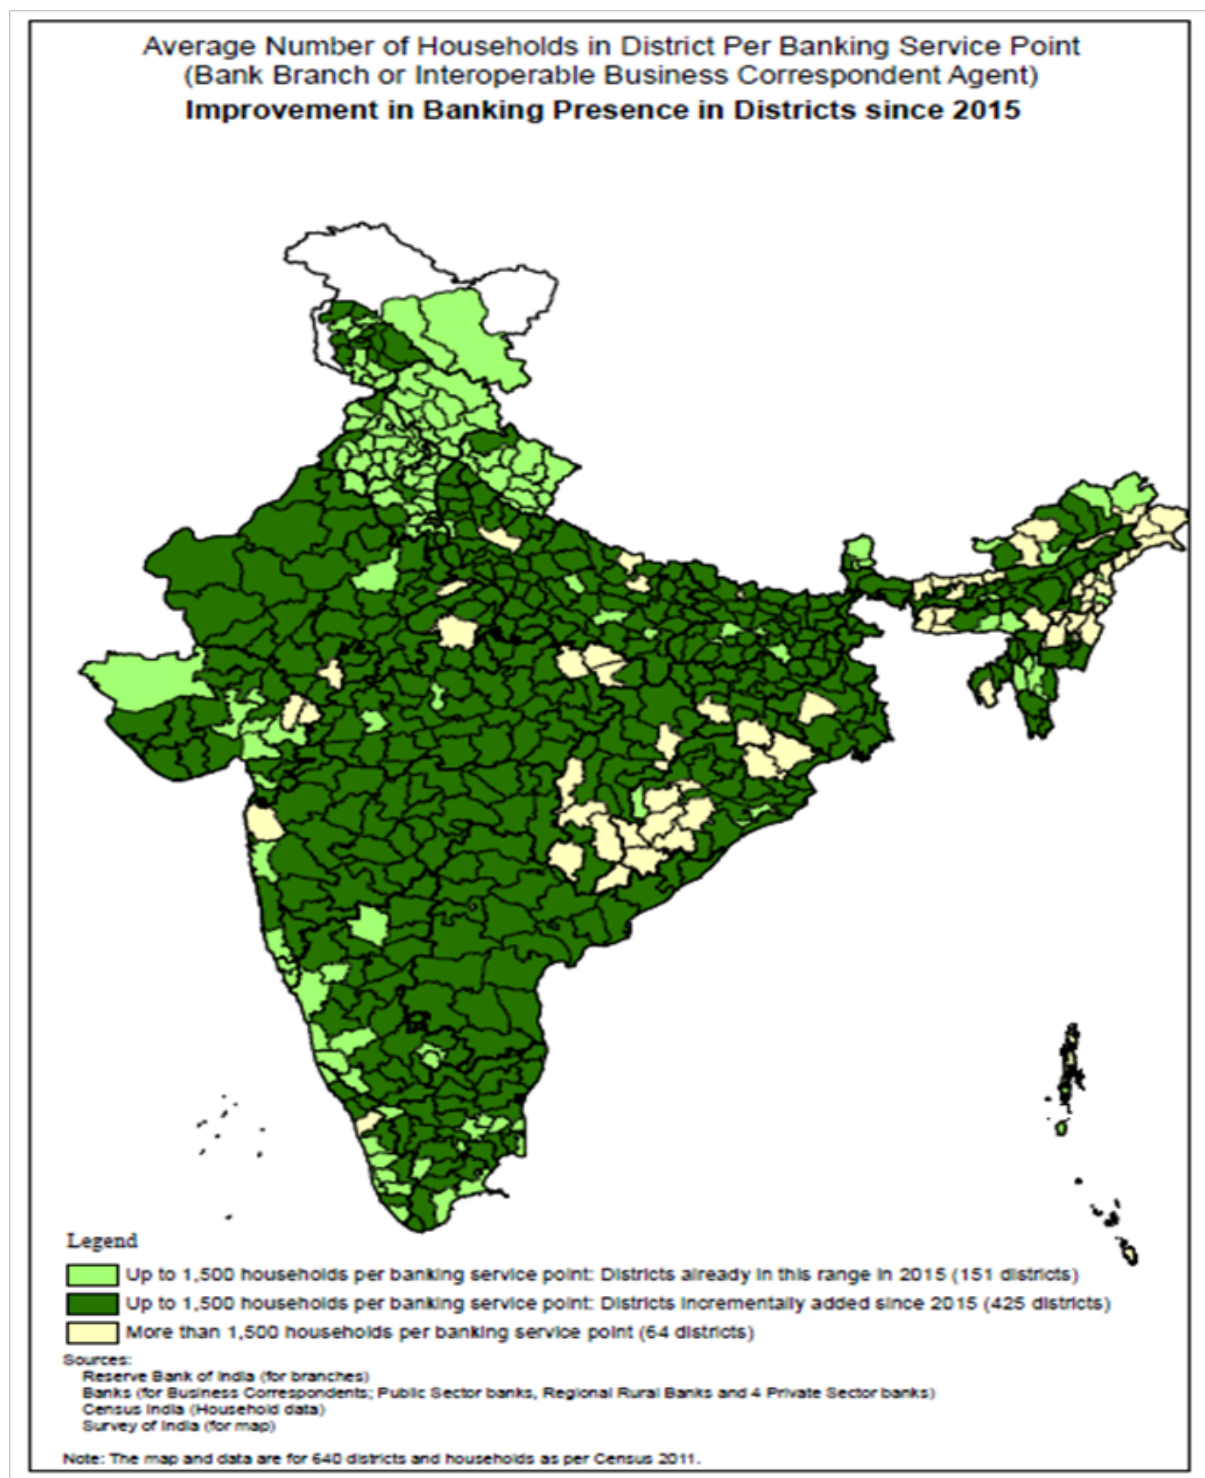 Average Number of Households in District Per Banking Service Point
(Bank Branch or Interoperable Business Correspondent Agent)
Improvement in Banking Presence in Districts since 2015
Legend
Up to 1,500 households per banking service point: Districts already in this range in 2015 (151 districts)
Up to 1,500 households per banking service point: Districts incrementally added since 2015 (425 districts)
More than 1,500 households per banking service point (64 districts)
Sources:
Reserve Bank of India (for branches)
Banks (for Business Correspondents; Public Sector banks, Regional Rural Banks and 4 Private Sector banks)
Census India (Household data)
Survey of India (for map)
Note: The map and data are for 640 districts and households as per Census 2011.